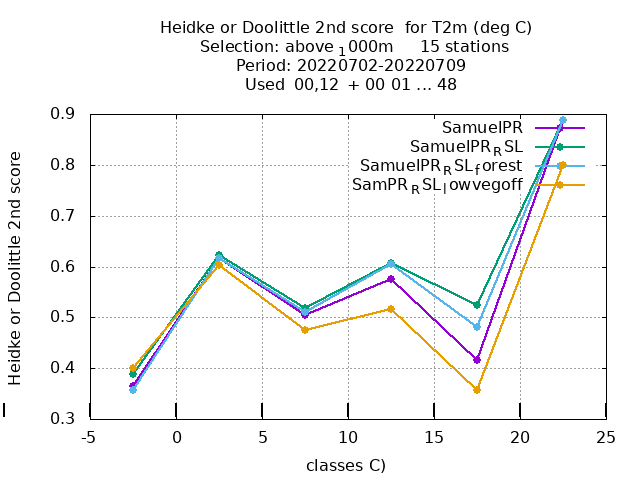 Heidke or Doolittle 2nd score for T2m (deg C)
Selection: above 1000m 15 stations
Period: 20220702-20220709
Used 00,12 + 00 01 ... 48
SamuelPR
SamuelPRRSL
SamuelPRRSLforest
SamPRRSLlowvegoff
0.9
0.8
0.7
0.6
0.5
0.4
0.3
Heidke or Doolittle 2nd score
-5 0 5 10 15 20 25
classes C)